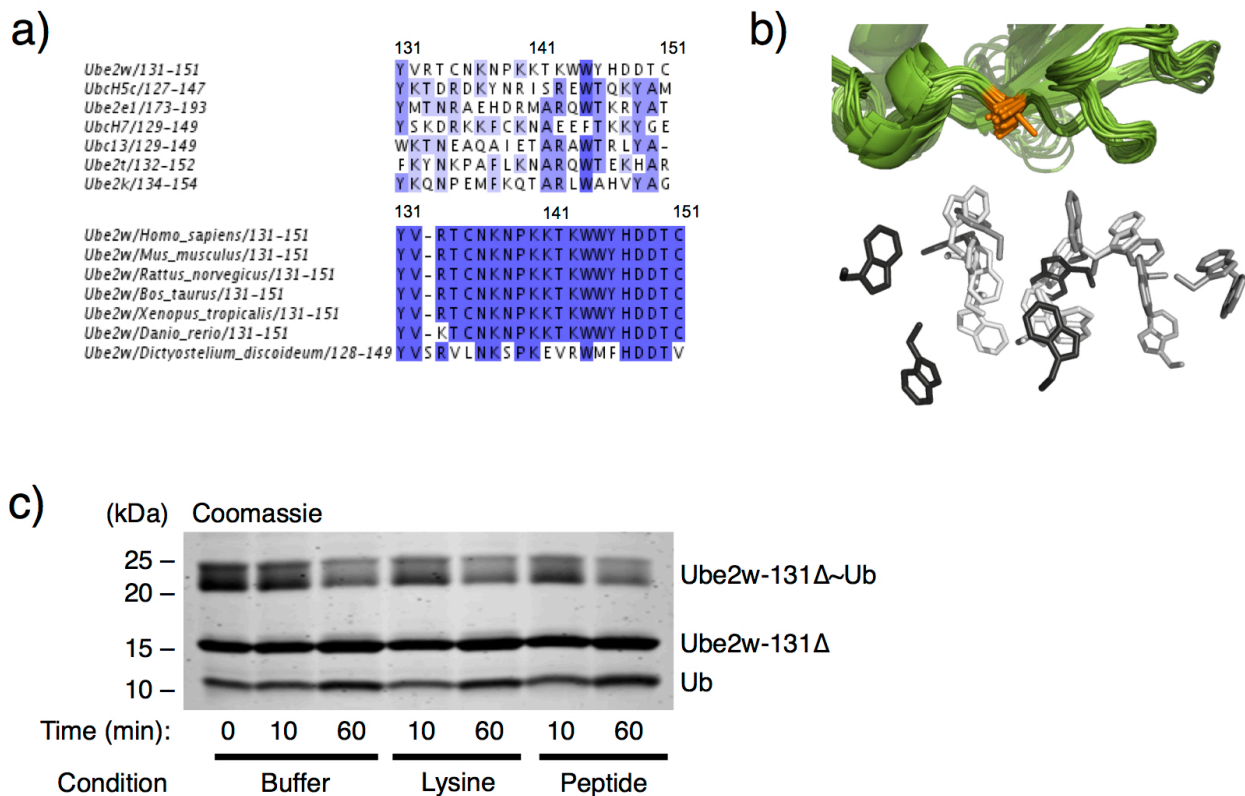 a)
131 141 151
Ube2w/131-151 YVRTCNKNPKKTKWWYHDDTC
UbcH5c/127-147 YKTDRDKYNRISREWTQKYAM
Ube2e1/173-193 YMTNRAEHDRMARQWTKRYAT
UbcH7/129-149 YSKDRKKFCKNAEEFTKKYGE
Ubc13/129-149 WKTNEAQAIETARAWTRLYA-
Ube2t/132-152 FKYNKPAFLKNARQWTEKHAR
Ube2k/134-154 YKQNPEMFKQTARLWAHVYAG
131 141 151
Ube2w/Homo_sapiens/131-151 YV-RTCNKNPKKTKWWYHDDTC
Ube2w/Mus_musculus/131-151 YV-RTCNKNPKKTKWWYHDDTC
Ube2w/Rattus_norvegicus/131-151 YV-RTCNKNPKKTKWWYHDDTC
Ube2w/Bos_taurus/131-151 YV-RTCNKNPKKTKWWYHDDTC
Ube2w/Xenopus_tropicalis/131-151 YV-RTCNKNPKKTKWWYHDDTC
Ube2w/Danio_rerio/131-151 YV-KTCNKNPKKTKWWYHDDTC
Ube2w/Dictyostelium_discoideum/128-149 YVSRVLNKSPKEVRWMFHDDTV
b)
c)
(kDa) Coomassie
25 –
20 –
15 –
10 –
Ube2w-131Δ~Ub
Ube2w-131Δ
Ub
Time (min): 0 10 60 10 60 10 60
Condition Buffer Lysine Peptide